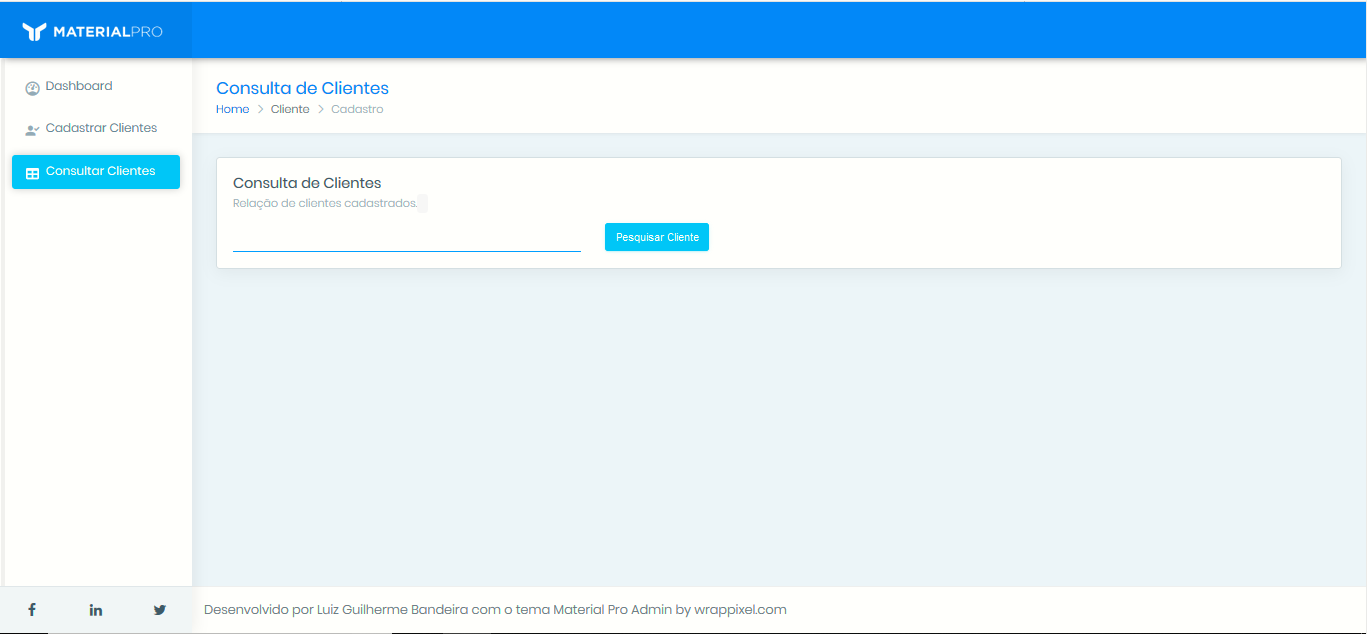 MATERIALPRO
Dashboard
Cadastrar Clientes
Consultar Clientes
Consulta de Clientes
Home > Cliente > Cadastro
Consulta de Clientes
Relação de clientes cadastrados.
Pesquisar Cliente
Desenvolvido por Luiz Guilherme Bandeira com o tema Material Pro Admin by wrappixel.com